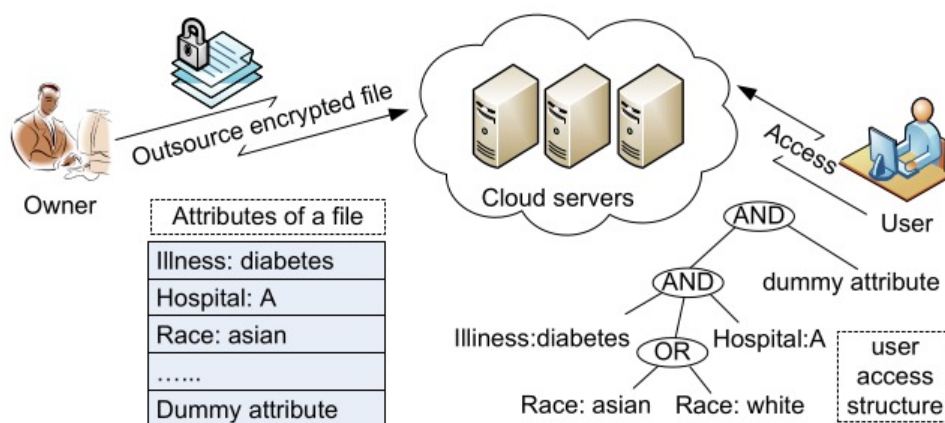 Outsource encrypted file
Owner
Cloud servers
Access
User
Attributes of a file
Illness: diabetes
Hospital: A
Race: asian
…...
Dummy attribute
AND
AND
dummy attribute
Illiness:diabetes
OR
Hospital:A
Race: asian
Race: white
user
access
structure